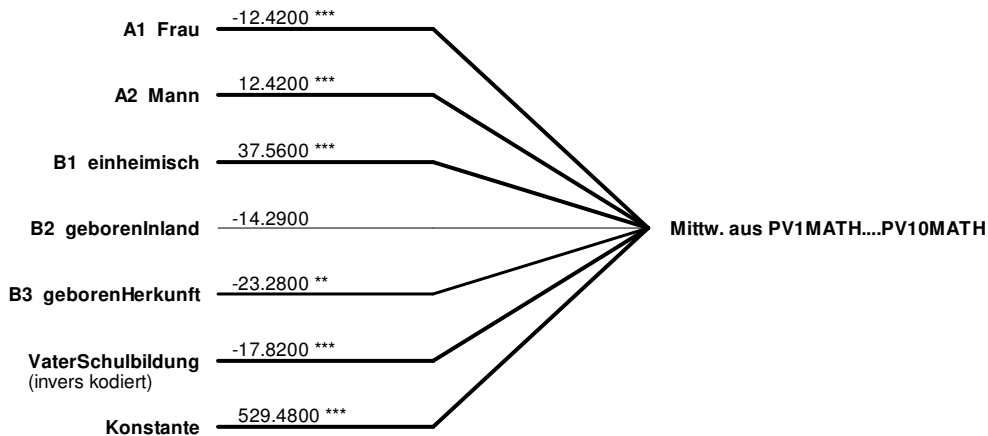 A1 Frau -12.4200 ***
A2 Mann 12.4200 ***
B1 einheimisch 37.5600 ***
B2 geborenInland -14.2900
Mittw. aus PV1MATH....PV10MATH
B3 geborenHerkunft -23.2800 **
VaterSchulbildung -17.8200 ***
(invers kodiert)
Konstante 529.4800 ***